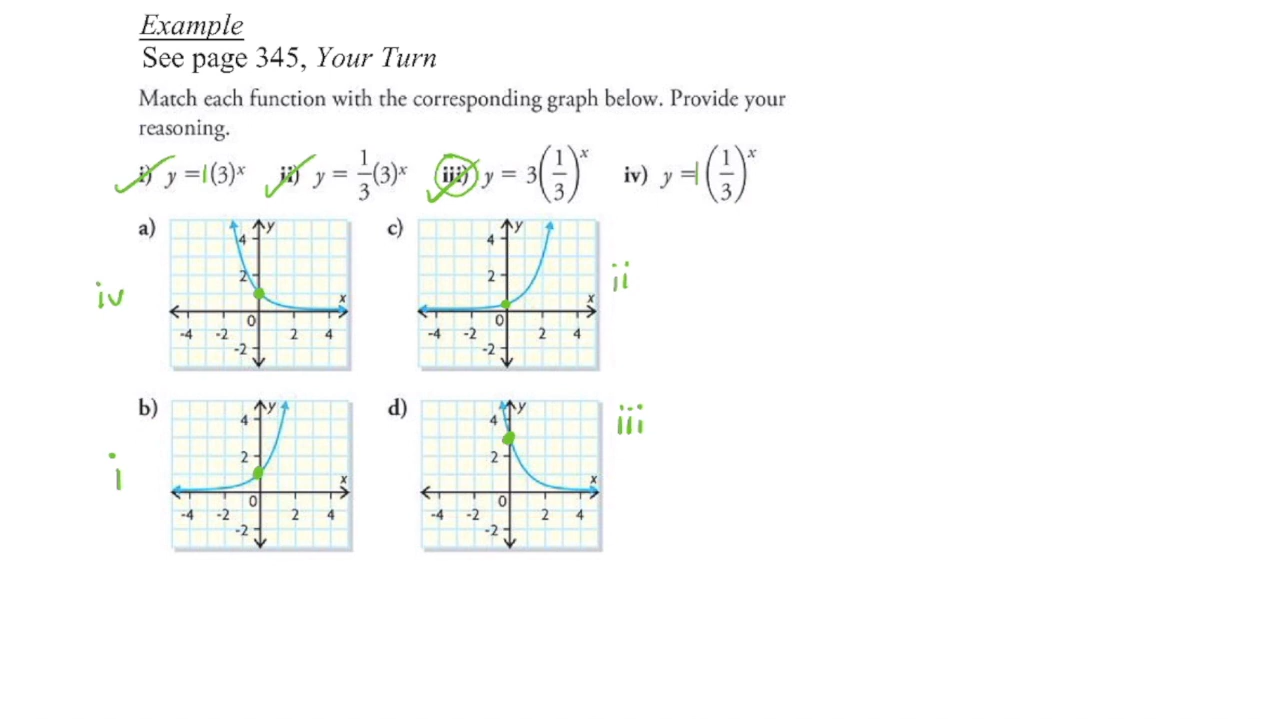 Example
See page 345, Your Turn
Match each function with the corresponding graph below. Provide your
reasoning.
i) y = 1(3)^x ii) y = 1/3(3)^x iii) y = 3(1/3)^x iv) y = 1(1/3)^x
a) y 4 2 x 0 -4 -2 2 4 -2
iv
c) y 4 2 x 0 -4 -2 2 4 -2
ii
b) y 4 2 x 0 -4 -2 2 4 -2
i
d) y 4 2 x 0 -4 -2 2 4 -2
iii